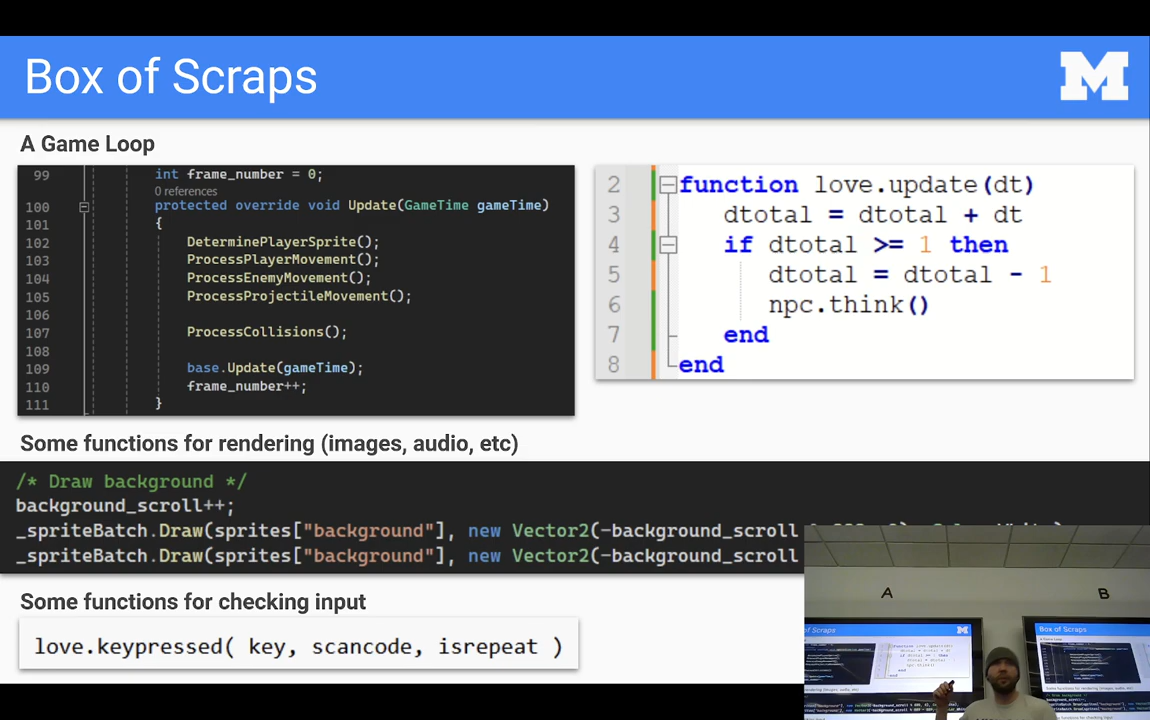 Box of Scraps
M
A Game Loop
99 int frame_number = 0;
0 references
100 protected override void Update(GameTime gameTime)
101 {
102 DeterminePlayerSprite();
103 ProcessPlayerMovement();
104 ProcessEnemyMovement();
105 ProcessProjectileMovement();
106
107 ProcessCollisions();
108
109 base.Update(gameTime);
110 frame_number++;
111 }
2 function love.update(dt)
3 dtotal = dtotal + dt
4 if dtotal >= 1 then
5 dtotal = dtotal - 1
6 npc.think()
7 end
8 end
Some functions for rendering (images, audio, etc)
/* Draw background */
background_scroll++;
_spriteBatch.Draw(sprites["background"], new Vector2(-background_scroll
_spriteBatch.Draw(sprites["background"], new Vector2(-background_scroll
Some functions for checking input
love.keypressed( key, scancode, isrepeat )
A
B
of Scraps
Box of Scraps